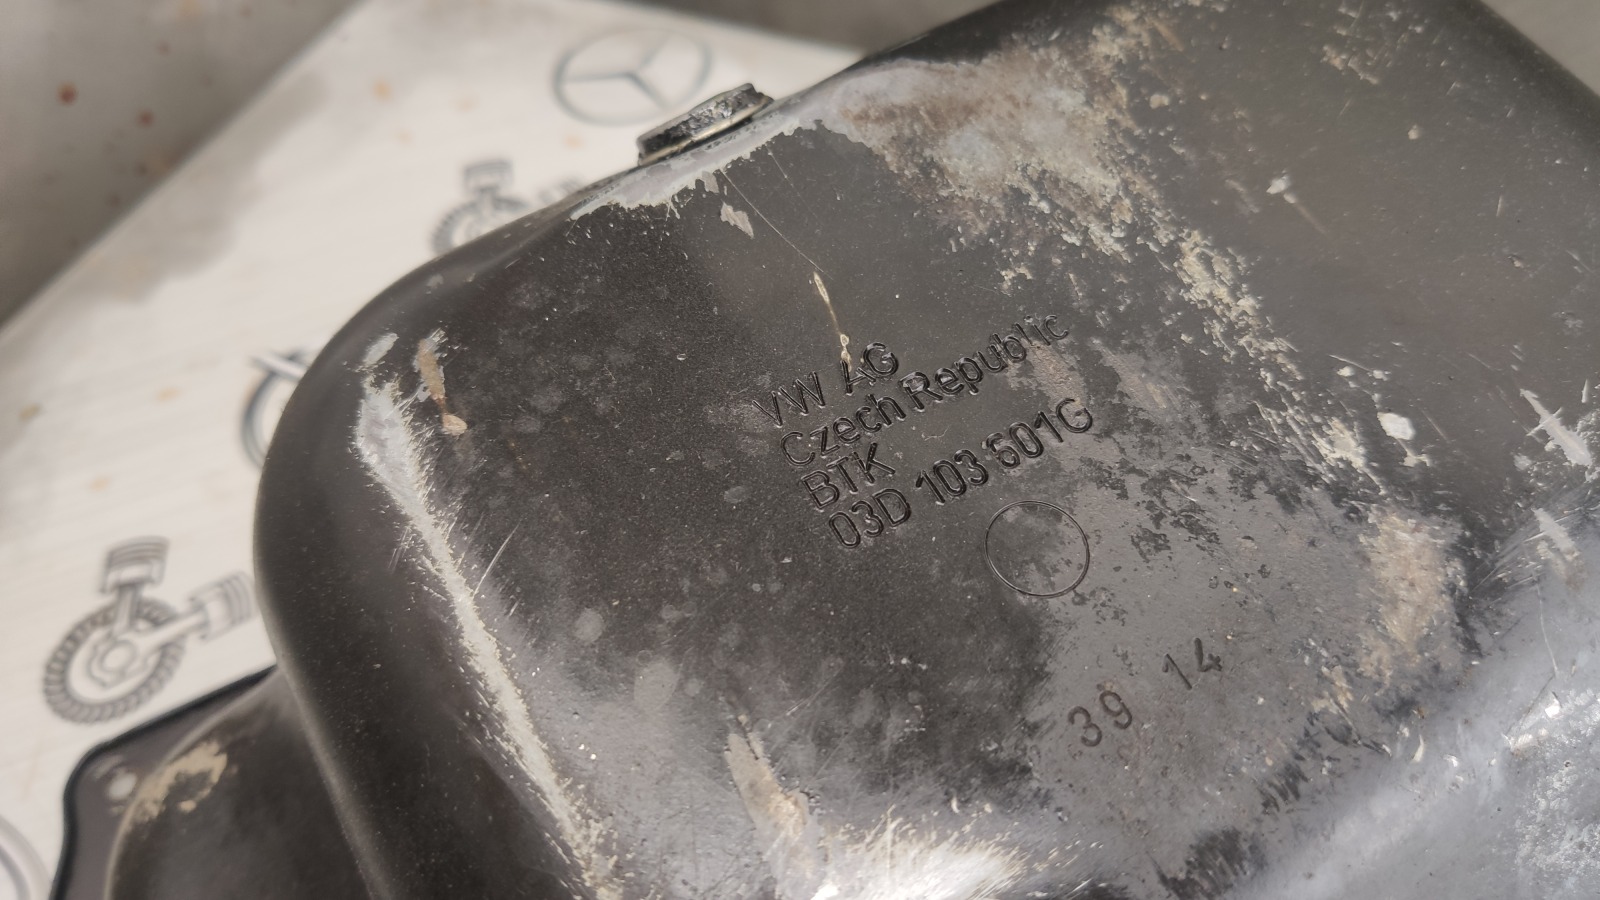 VW AG
Czech Republic
BTK
03D 103 601G
39 14